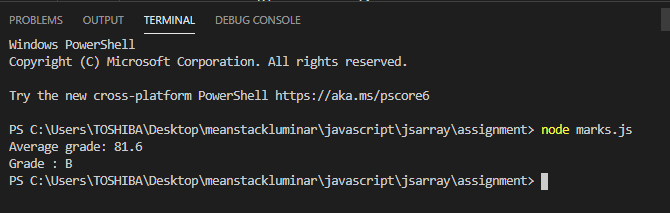 PROBLEMS OUTPUT TERMINAL DEBUG CONSOLE
Windows PowerShell
Copyright (C) Microsoft Corporation. All rights reserved.
Try the new cross-platform PowerShell https://aka.ms/pscore6
PS C:\Users\TOSHIBA\Desktop\meanstackluminar\javascript\jsarray\assignment> node marks.js
Average grade: 81.6
Grade : B
PS C:\Users\TOSHIBA\Desktop\meanstackluminar\javascript\jsarray\assignment>